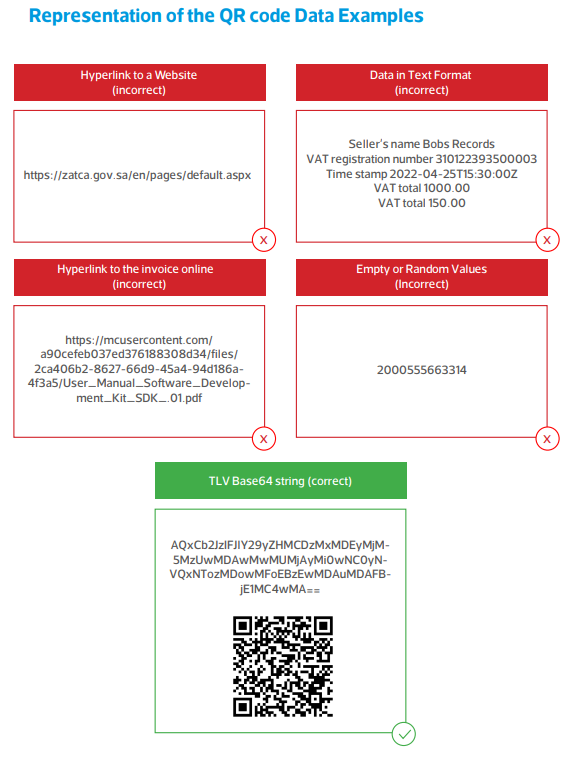 Representation of the QR code Data Examples
Hyperlink to a Website
(incorrect)
https://zatca.gov.sa/en/pages/default.aspx
X
Data in Text Format
(incorrect)
Seller's name Bobs Records
VAT registration number 310122393500003
Time stamp 2022-04-25T15:30:00Z
VAT total 1000.00
VAT total 150.00
X
Hyperlink to the invoice online
(incorrect)
https://mcusercontent.com/
a90cefeb037ed376188308d34/files/
2ca406b2-8627-66d9-45a4-94d186a-
4f3a5/User_Manual_Software_Develop-
ment_Kit_SDK_.01.pdf
X
Empty or Random Values
(Incorrect)
2000555663314
X
TLV Base64 string (correct)
AQxCb2JzIFJlY29yZHMCDzMxMDEyMjM-
5MzUwMDAwMwMUMjAyMi0wNC0yN-
VQxNTozMDowMFoEBzEwMDAuMDAFB-
jE1MC4wMA==